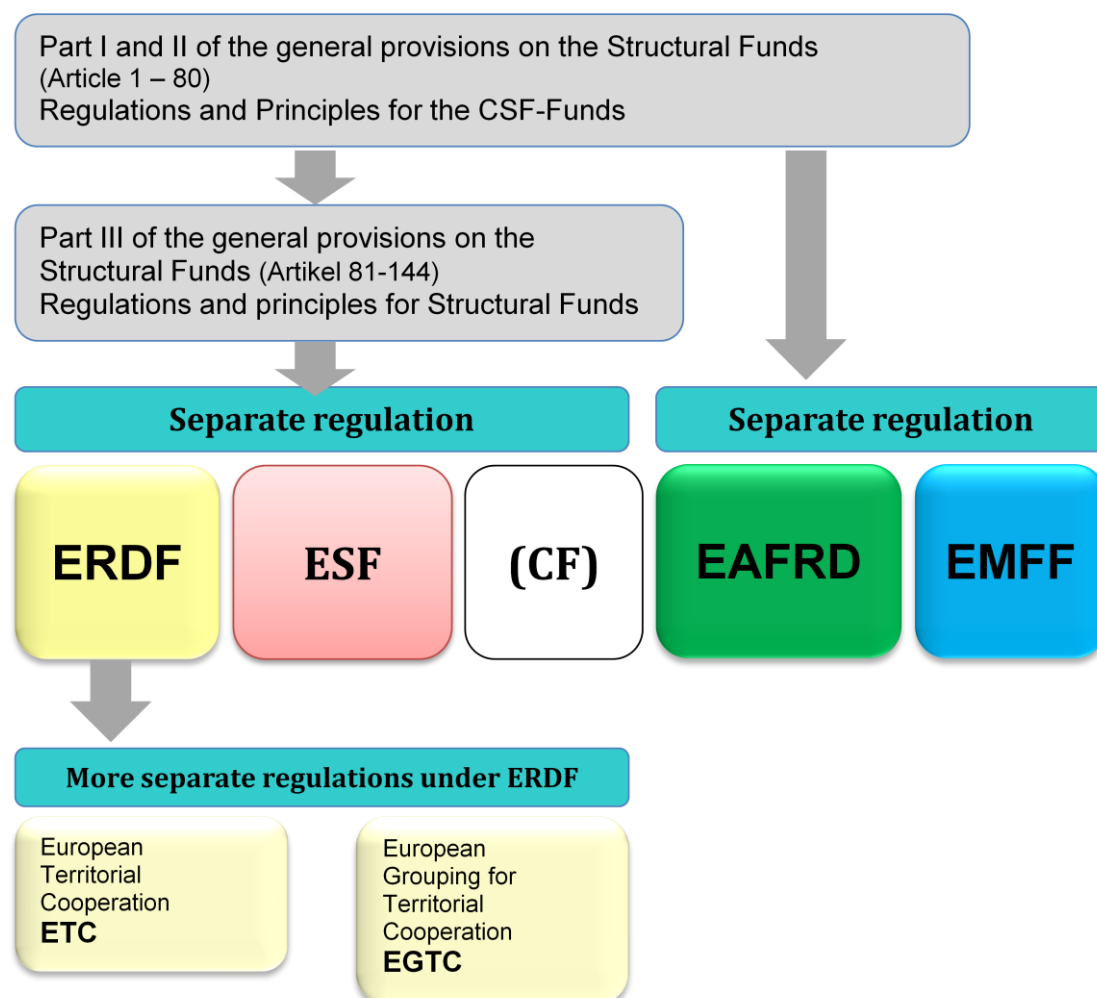 Part I and II of the general provisions on the Structural Funds
(Article 1 – 80)
Regulations and Principles for the CSF-Funds
Part III of the general provisions on the
Structural Funds (Artikel 81-144)
Regulations and principles for Structural Funds
Separate regulation
Separate regulation
ERDF
ESF
(CF)
EAFRD
EMFF
More separate regulations under ERDF
European
Territorial
Cooperation
ETC
European
Grouping for
Territorial
Cooperation
EGTC